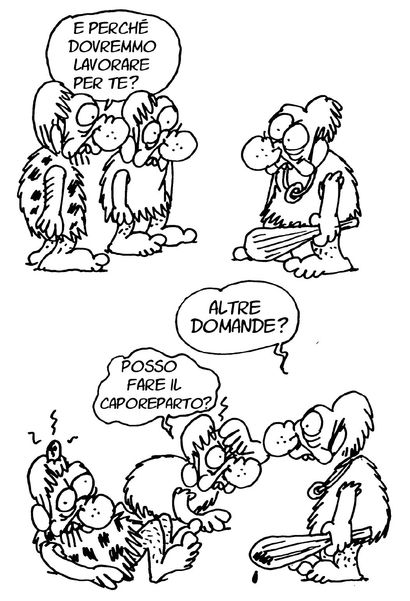 E PERCHÉ
DOVREMMO
LAVORARE
PER TE?
ALTRE
DOMANDE?
POSSO
FARE IL
CAPOREPARTO?